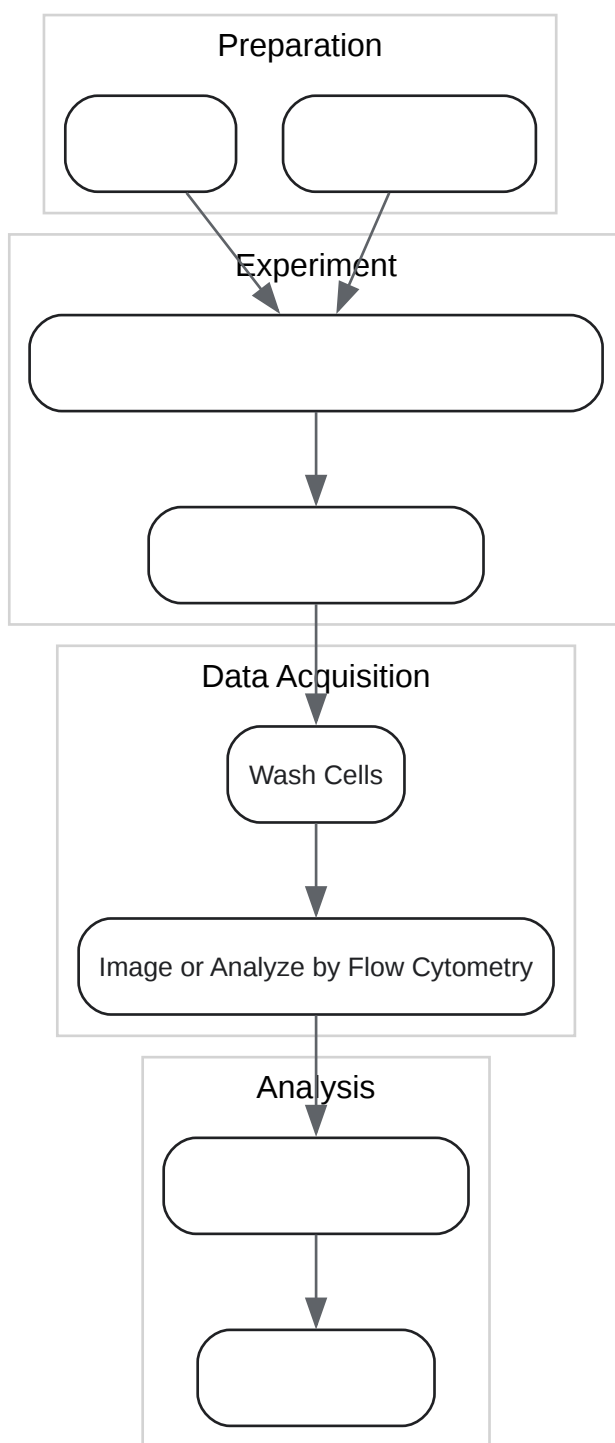 Preparation
Experiment
Data Acquisition
Wash Cells
Image or Analyze by Flow Cytometry
Analysis